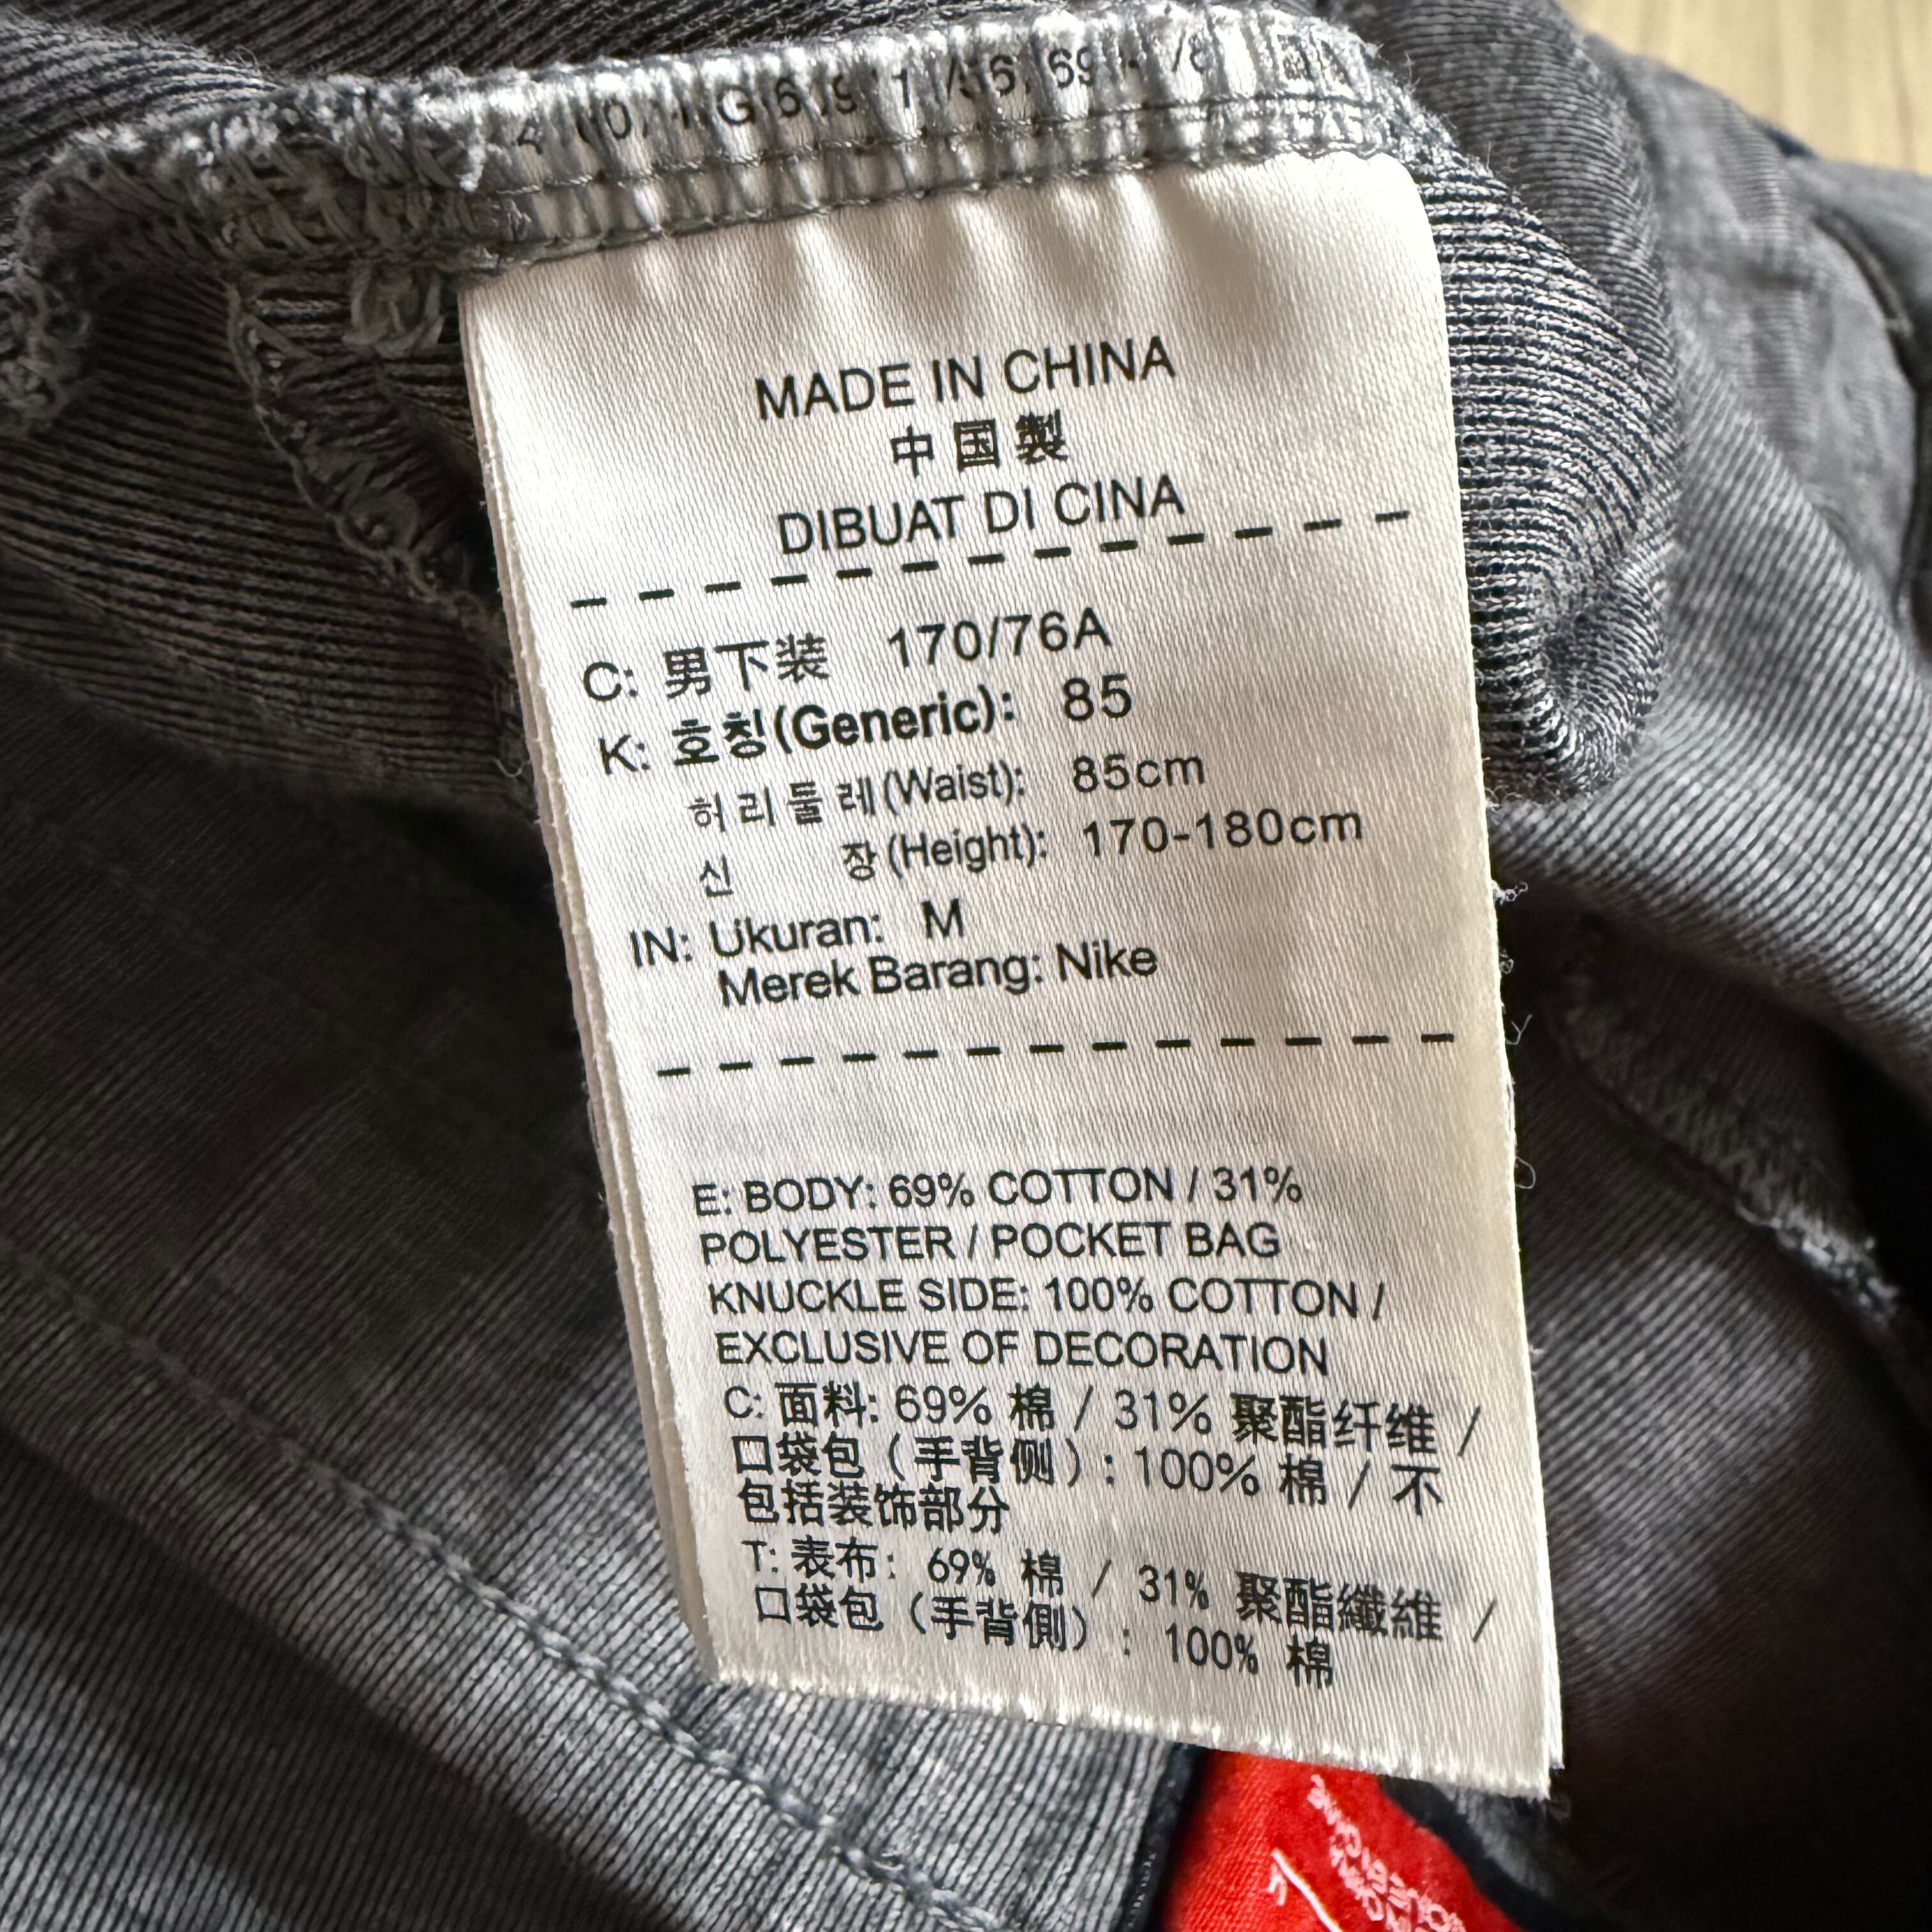 MADE IN CHINA
中国製
DIBUAT DI CINA
C: 男下装 170/76A
K: 호칭(Generic): 85
허리둘레(Waist): 85cm
신 장(Height): 170-180cm
IN: Ukuran: M
Merek Barang: Nike
E: BODY: 69% COTTON / 31%
POLYESTER / POCKET BAG
KNUCKLE SIDE: 100% COTTON /
EXCLUSIVE OF DECORATION
C: 面料: 69% 棉 / 31% 聚酯纤维 /
口袋包（手背侧）: 100% 棉 / 不
包括装饰部分
T: 表布: 69% 棉 / 31% 聚酯纖維 /
口袋包（手背側）: 100% 棉